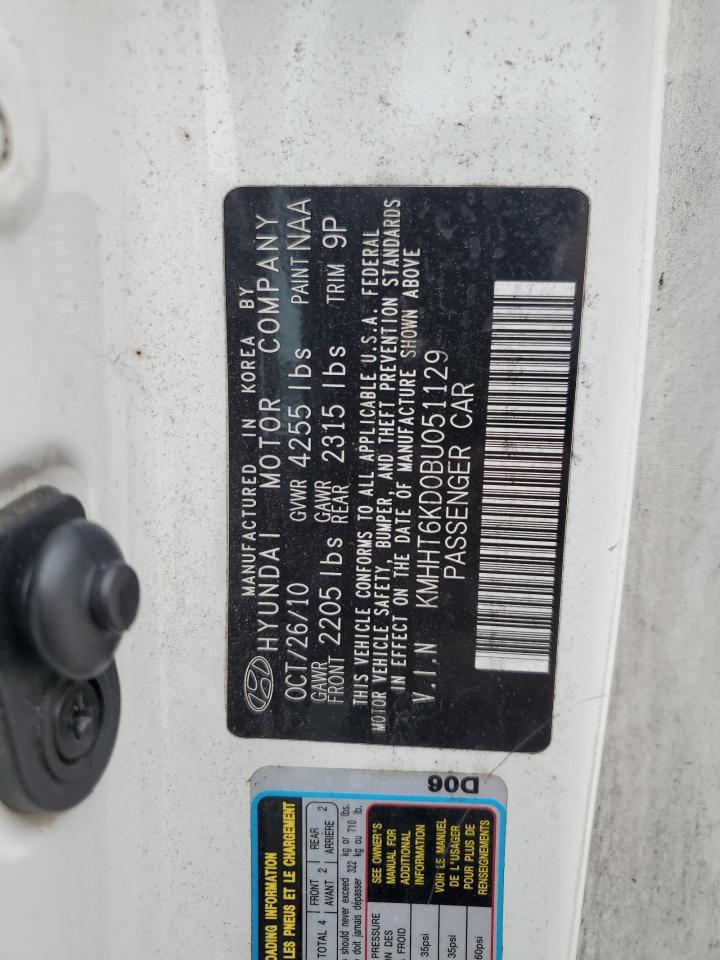 MANUFACTURED IN KOREA BY
HYUNDAI MOTOR COMPANY
OCT/26/10 GVWR 4255 lbs PAINT NAA
GAWR FRONT 2205 lbs GAWR REAR 2315 lbs TRIM 9P
THIS VEHICLE CONFORMS TO ALL APPLICABLE U.S.A. FEDERAL
MOTOR VEHICLE SAFETY, BUMPER, AND THEFT PREVENTION STANDARDS
IN EFFECT ON THE DATE OF MANUFACTURE SHOWN ABOVE
V.I.N KMHHT6KD0BU051129
PASSENGER CAR
D06
LOADING INFORMATION
LES PNEUS ET LE CHARGEMENT
TOTAL 4 FRONT 2 REAR 2
AVANT ARRIÈRE
should never exceed 322 kg or 710 lb.
doit jamais dépasser 322 kg ou 710 lb.
PRESSURE
FROID
35psi
35psi
60psi
SEE OWNER'S
MANUAL FOR
ADDITIONAL
INFORMATION
VOIR LE MANUEL
DE L'USAGER
POUR PLUS DE
RENSEIGNEMENTS